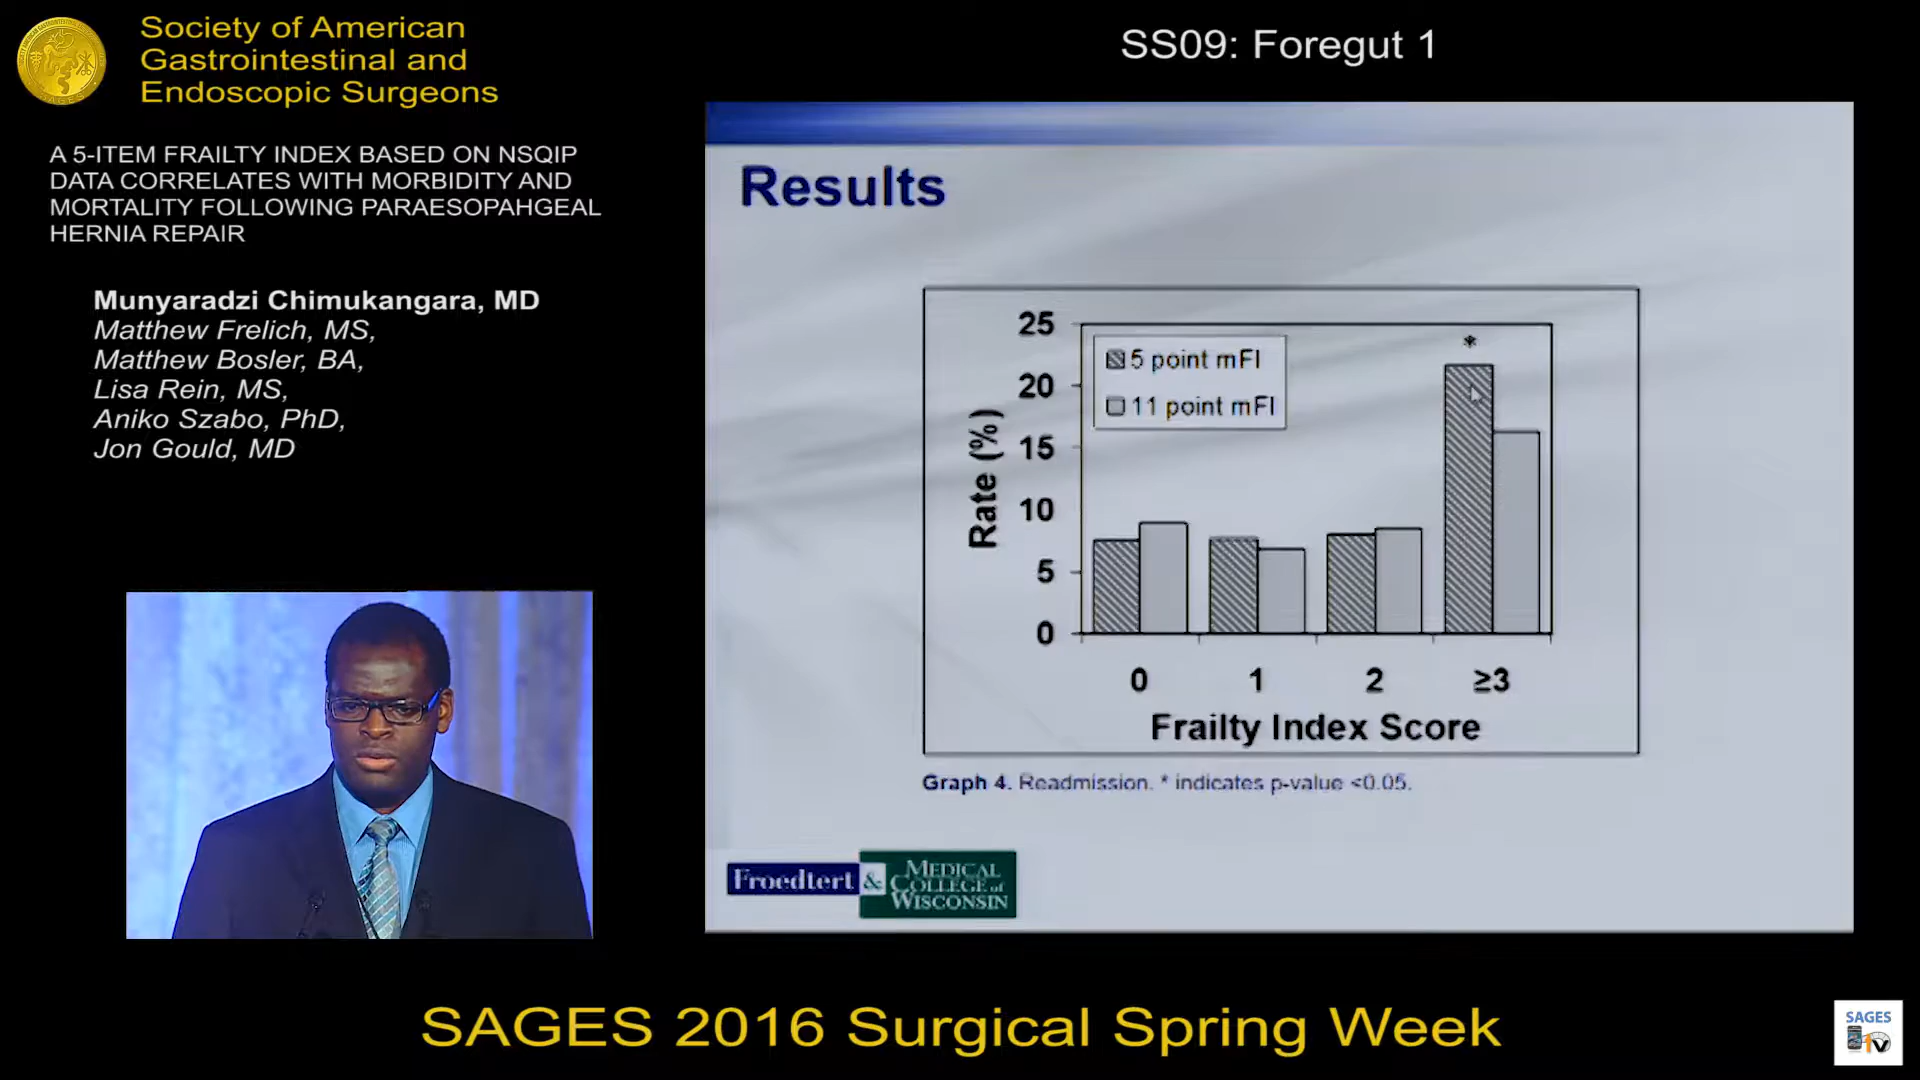 Society of American
Gastrointestinal and
Endoscopic Surgeons
SS09: Foregut 1
A 5-ITEM FRAILTY INDEX BASED ON NSQIP
DATA CORRELATES WITH MORBIDITY AND
MORTALITY FOLLOWING PARAESOPAHGEAL
HERNIA REPAIR
Munyaradzi Chimukangara, MD
Matthew Frelich, MS,
Matthew Bosler, BA,
Lisa Rein, MS,
Aniko Szabo, PhD,
Jon Gould, MD
Results
25
20
15
10
5
0
Rate (%)
5 point mFI
11 point mFI
*
0 1 2 ≥3
Frailty Index Score
Graph 4. Readmission. * indicates p-value <0.05.
Froedtert & MEDICAL
COLLEGE of
WISCONSIN
SAGES 2016 Surgical Spring Week
SAGES
tv